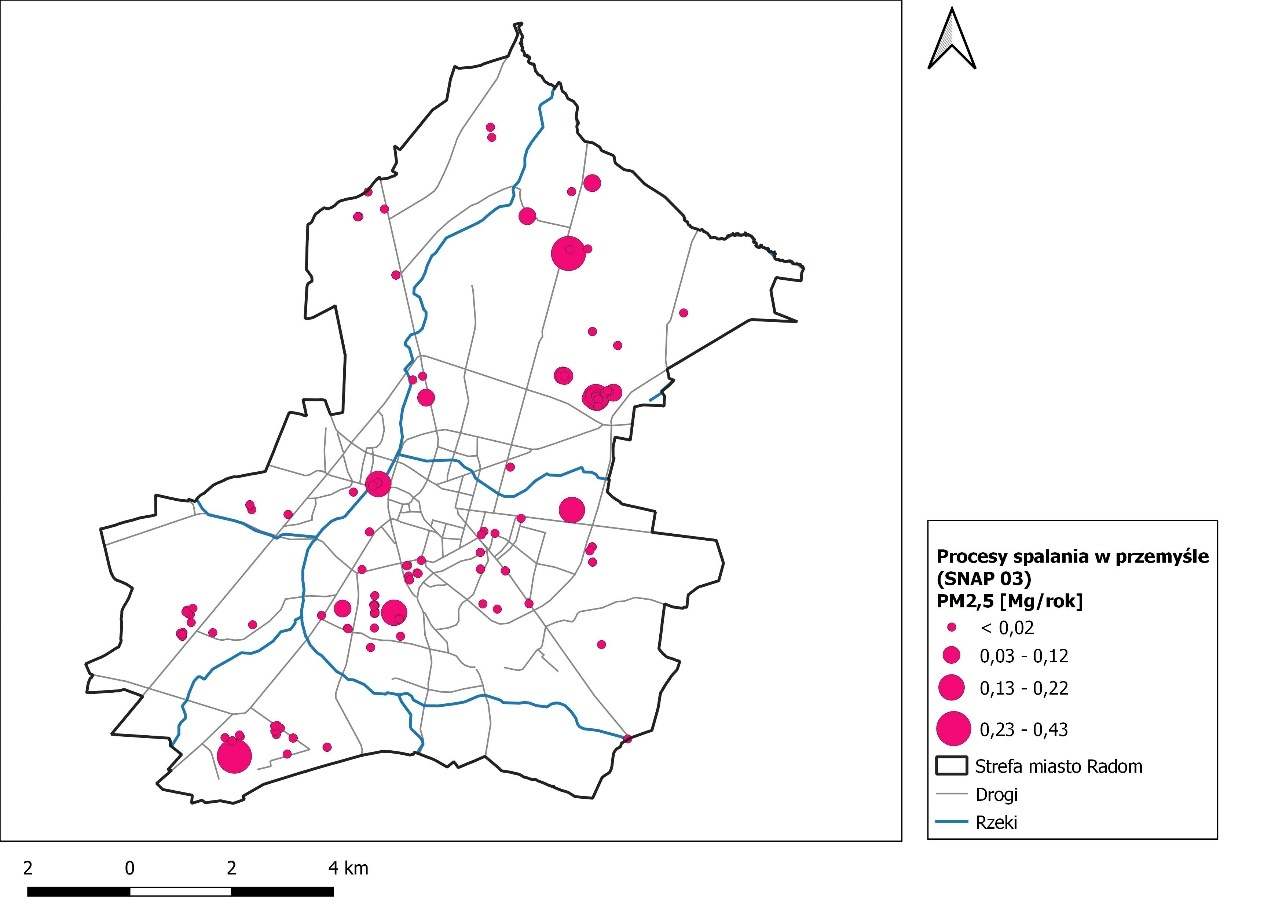 Procesy spalania w przemyśle
(SNAP 03)
PM2,5 [Mg/rok]
< 0,02
0,03 - 0,12
0,13 - 0,22
0,23 - 0,43
Strefa miasto Radom
Drogi
Rzeki
2 0 2 4 km